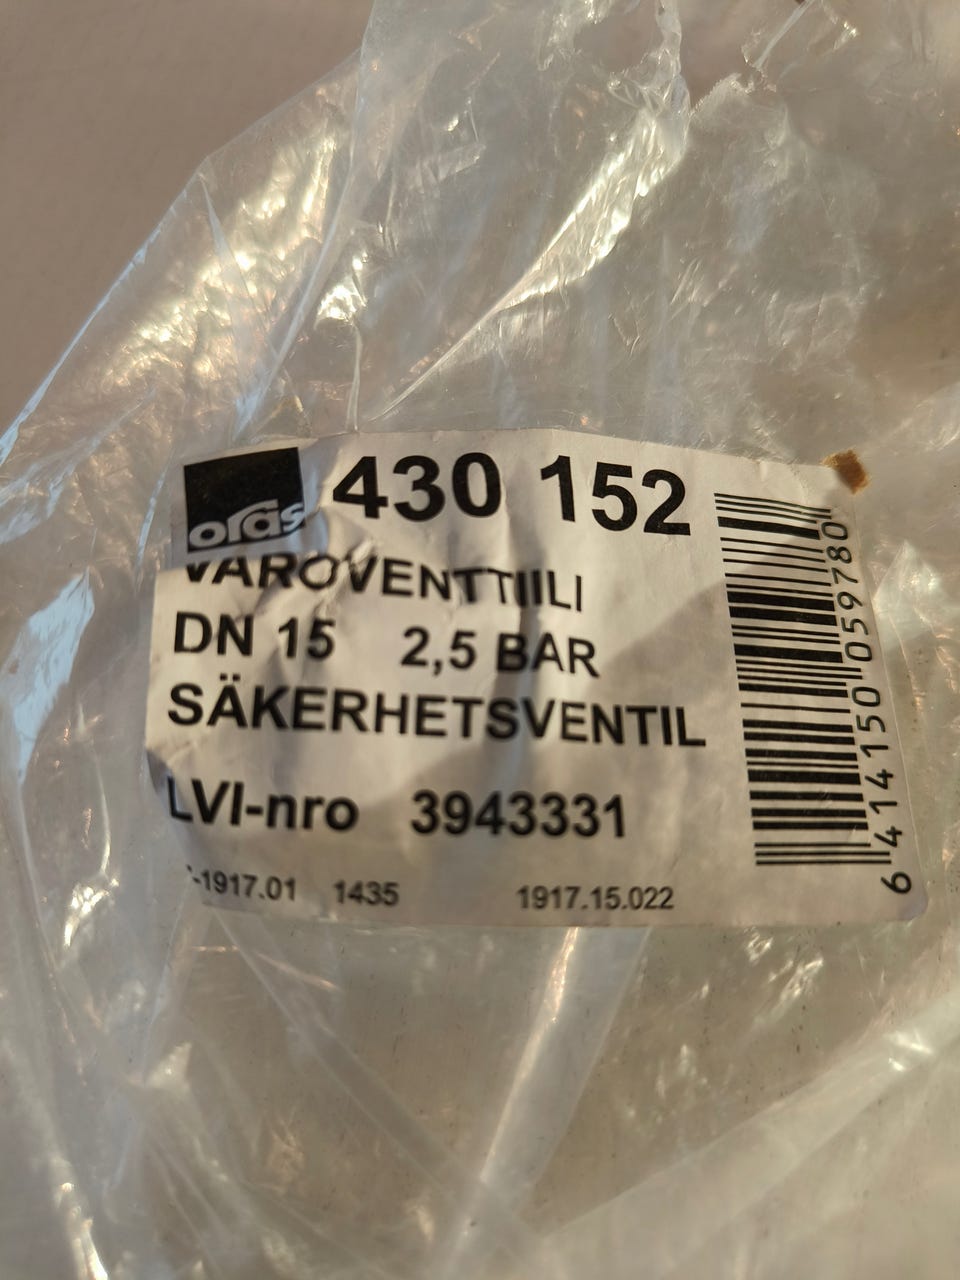 oras 430 152
VAROVENTTIILI
DN 15 2,5 BAR
SÄKERHETSVENTIL
LVI-nro 3943331
-1917.01 1435 1917.15.022
6 414150 059780